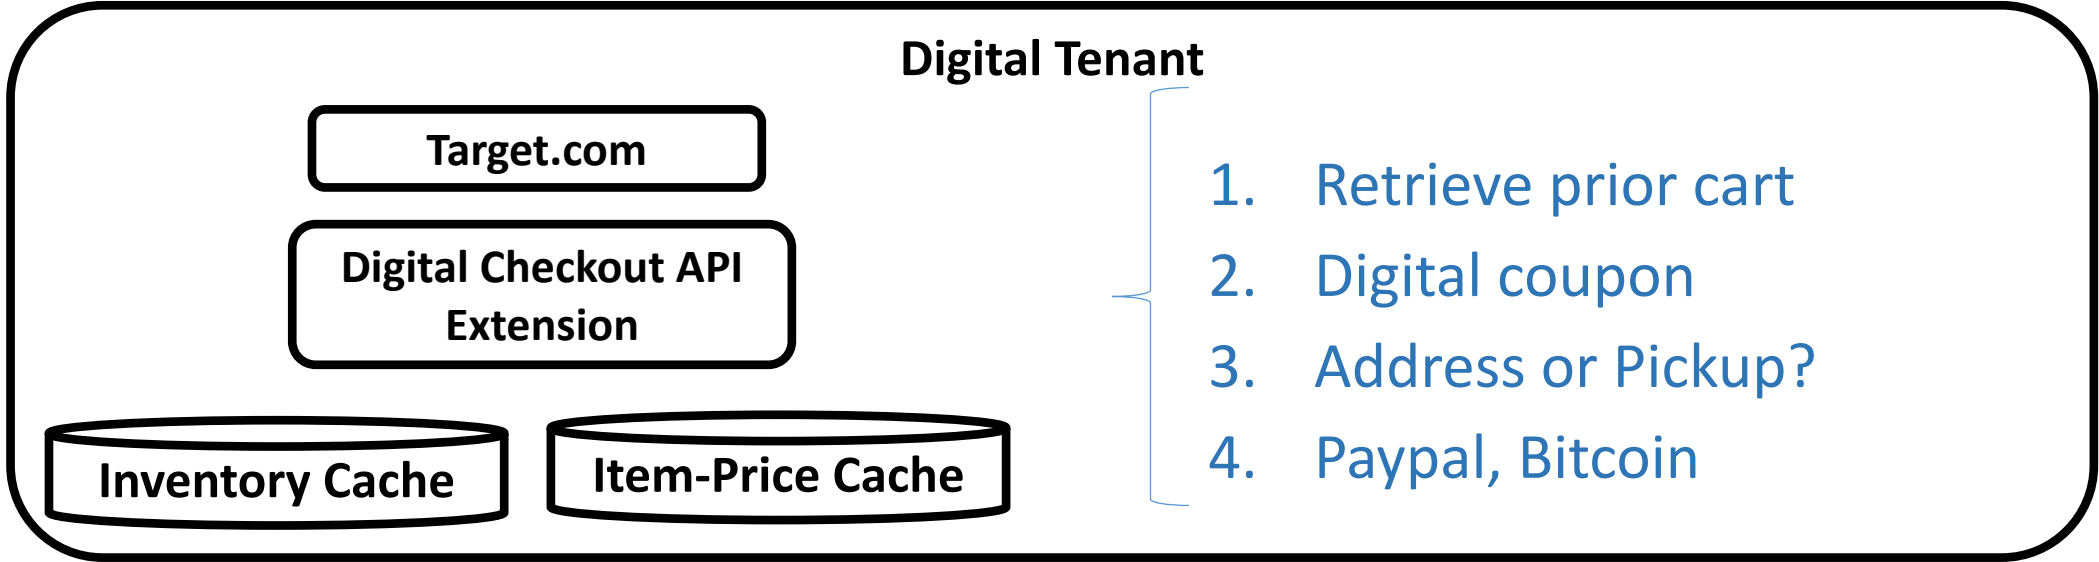 Digital Tenant
Target.com
Digital Checkout API
Extension
Inventory Cache
Item-Price Cache
1. Retrieve prior cart
2. Digital coupon
3. Address or Pickup?
4. Paypal, Bitcoin